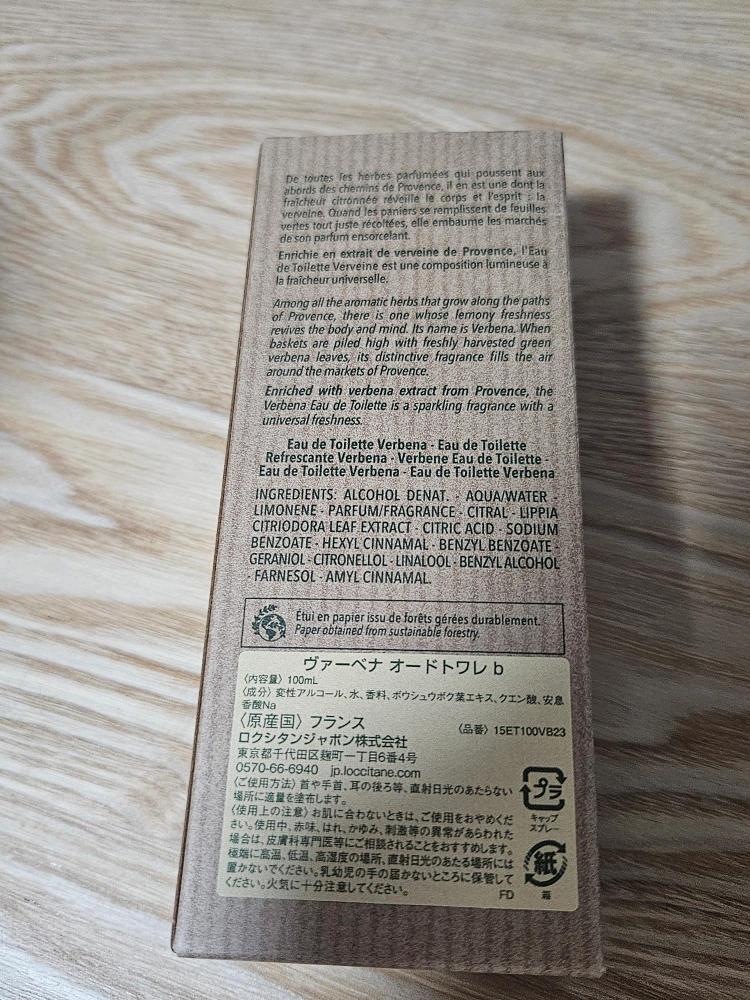 De toutes les herbes parfumées qui poussent aux
abords des chemins de Provence, il en est une dont la
fraîcheur citronnée réveille le corps et l'esprit : la
verveine. Quand les paniers se remplissent de feuilles
vertes tout juste récoltées, elle embaume les marchés
de son parfum ensorcelant.
Enrichie en extrait de verveine de Provence, l'Eau
de Toilette Verveine est une composition lumineuse à
la fraîcheur universelle.
Among all the aromatic herbs that grow along the paths
of Provence, there is one whose lemony freshness
revives the body and mind. Its name is Verbena. When
baskets are piled high with freshly harvested green
verbena leaves, its distinctive fragrance fills the air
around the markets of Provence.
Enriched with verbena extract from Provence, the
Verbena Eau de Toilette is a sparkling fragrance with a
universal freshness.
Eau de Toilette Verbena · Eau de Toilette
Refrescante Verbena · Verbene Eau de Toilette ·
Eau de Toilette Verbena · Eau de Toilette Verbena
INGREDIENTS: ALCOHOL DENAT. · AQUA/WATER ·
LIMONENE · PARFUM/FRAGRANCE · CITRAL · LIPPIA
CITRIODORA LEAF EXTRACT · CITRIC ACID · SODIUM
BENZOATE · HEXYL CINNAMAL · BENZYL BENZOATE ·
GERANIOL · CITRONELLOL · LINALOOL · BENZYL ALCOHOL
· FARNESOL · AMYL CINNAMAL.
Étui en papier issu de forêts gérées durablement.
Paper obtained from sustainable forestry.
ヴァーベナ オードトワレ b
〈内容量〉100mL
〈成分〉変性アルコール、水、香料、ボウシュウボク葉エキス、クエン酸、安息
香酸Na
〈原産国〉フランス 〈品番〉15ET100VB23
ロクシタンジャポン株式会社
東京都千代田区麹町一丁目6番4号
0570-66-6940 jp.loccitane.com
〈ご使用方法〉首や手首、耳の後ろ等、直射日光のあたらない
場所に適量を塗布します。
〈使用上の注意〉お肌に合わないときは、ご使用をおやめくだ
さい。使用中、赤味、はれ、かゆみ、刺激等の異常があらわれた
場合は、皮膚科専門医等にご相談されることをおすすめします。
極端に高温、低温、高湿度の場所、直射日光のあたる場所には
置かないでください。乳幼児の手の届かないところに保管して
ください。火気に十分注意してください。
プラ
キャップ
スプレー
紙
箱
FD